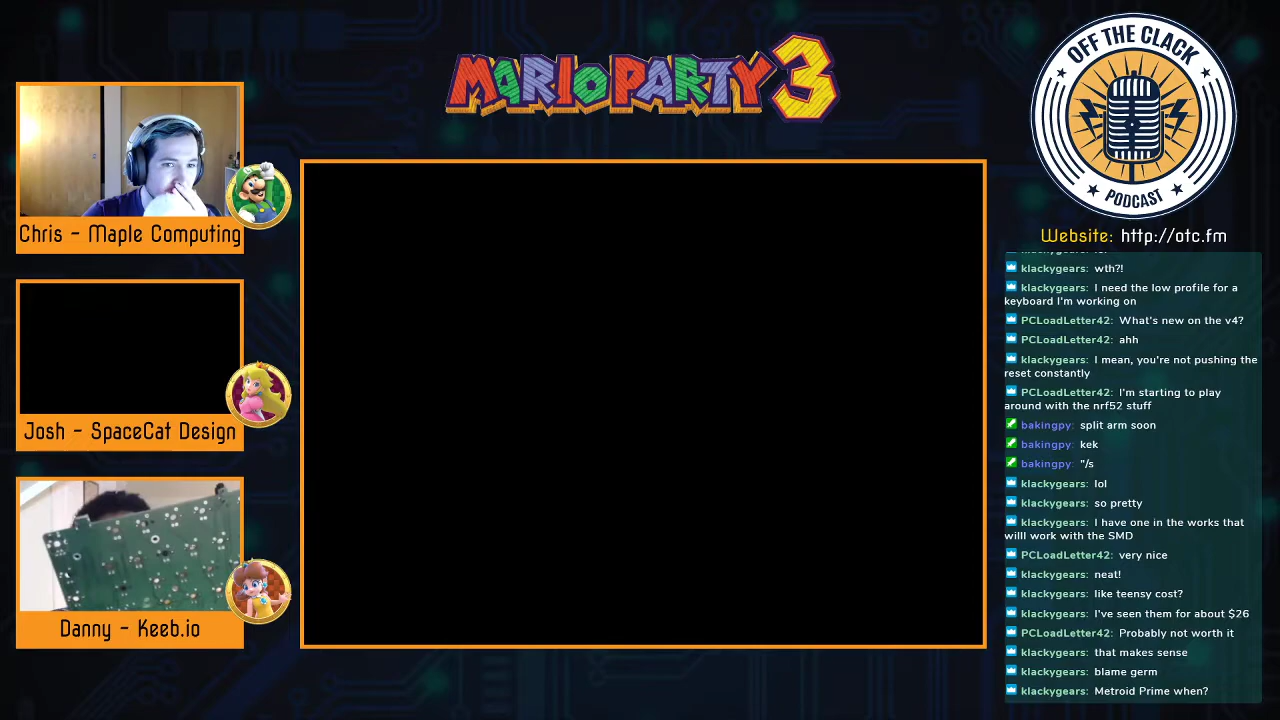 MARIO PARTY 3
OFF THE CLACK
PODCAST
Website: http://otc.fm
Chris - Maple Computing
Josh - SpaceCat Design
Danny - Keeb.io
klackygears: wth?!
klackygears: I need the low profile for a
keyboard I'm working on
PCLoadLetter42: What's new on the v4?
PCLoadLetter42: ahh
klackygears: I mean, you're not pushing the
reset constantly
PCLoadLetter42: I'm starting to play
around with the nrf52 stuff
bakingpy: split arm soon
bakingpy: kek
bakingpy: "/s
klackygears: lol
klackygears: so pretty
klackygears: I have one in the works that
willl work with the SMD
PCLoadLetter42: very nice
klackygears: neat!
klackygears: like teensy cost?
klackygears: I've seen them for about $26
PCLoadLetter42: Probably not worth it
klackygears: that makes sense
klackygears: blame germ
klackygears: Metroid Prime when?